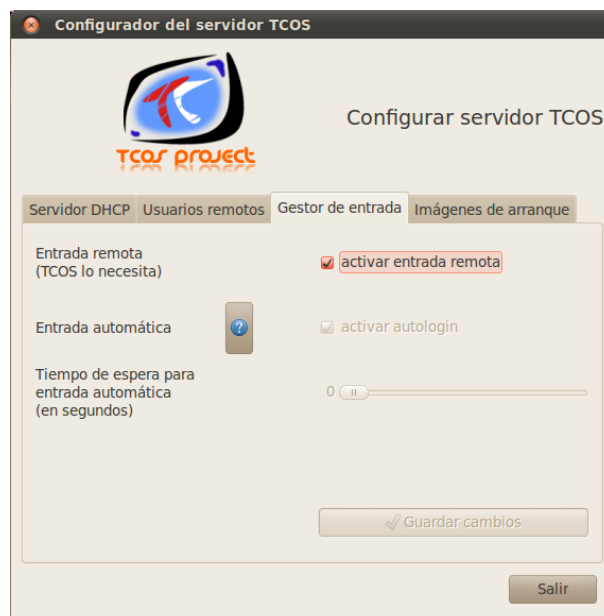 Configurador del servidor TCOS
TCOS PROJECT
Configurar servidor TCOS
Servidor DHCP
Usuarios remotos
Gestor de entrada
Imágenes de arranque
Entrada remota
(TCOS lo necesita)
activar entrada remota
Entrada automática
?
activar autologin
Tiempo de espera para
entrada automática
(en segundos)
0
Guardar cambios
Salir